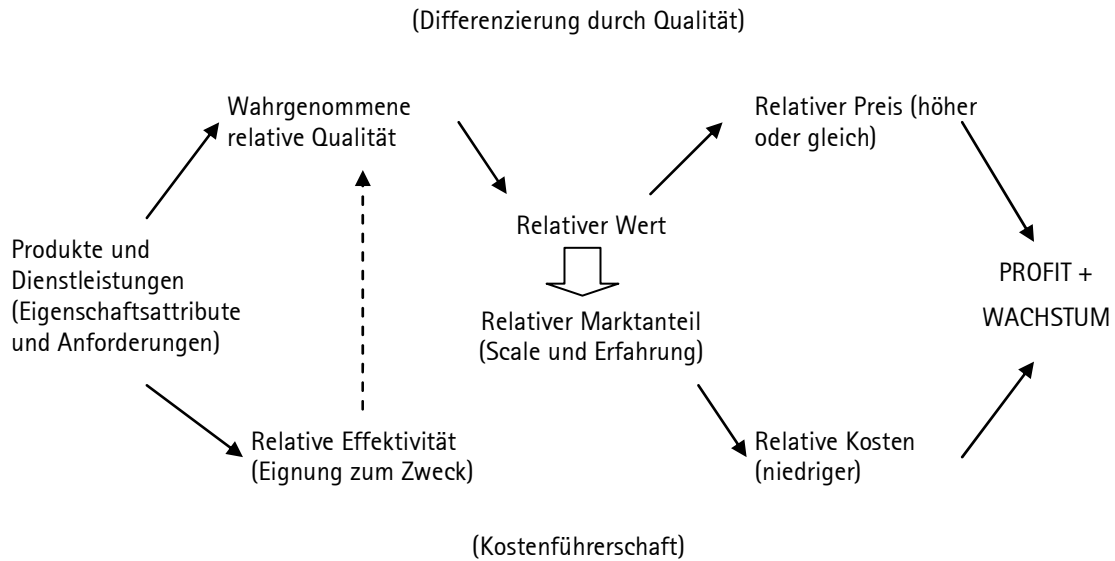 (Differenzierung durch Qualität)
Wahrgenommene
relative Qualität
Relativer Preis (höher
oder gleich)
Relativer Wert
Produkte und
Dienstleistungen
(Eigenschaftsattribute
und Anforderungen)
PROFIT +
WACHSTUM
Relativer Marktanteil
(Scale und Erfahrung)
Relative Effektivität
(Eignung zum Zweck)
Relative Kosten
(niedriger)
(Kostenführerschaft)